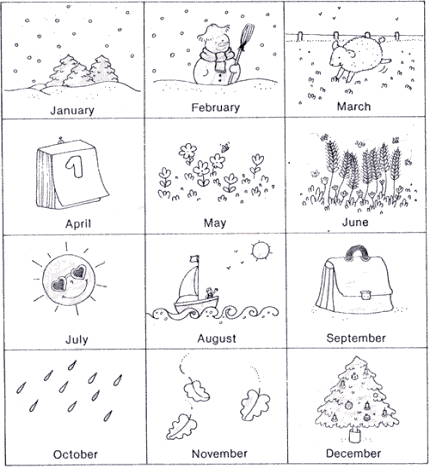 January
February
March
1
April
May
June
July
August
September
October
November
December